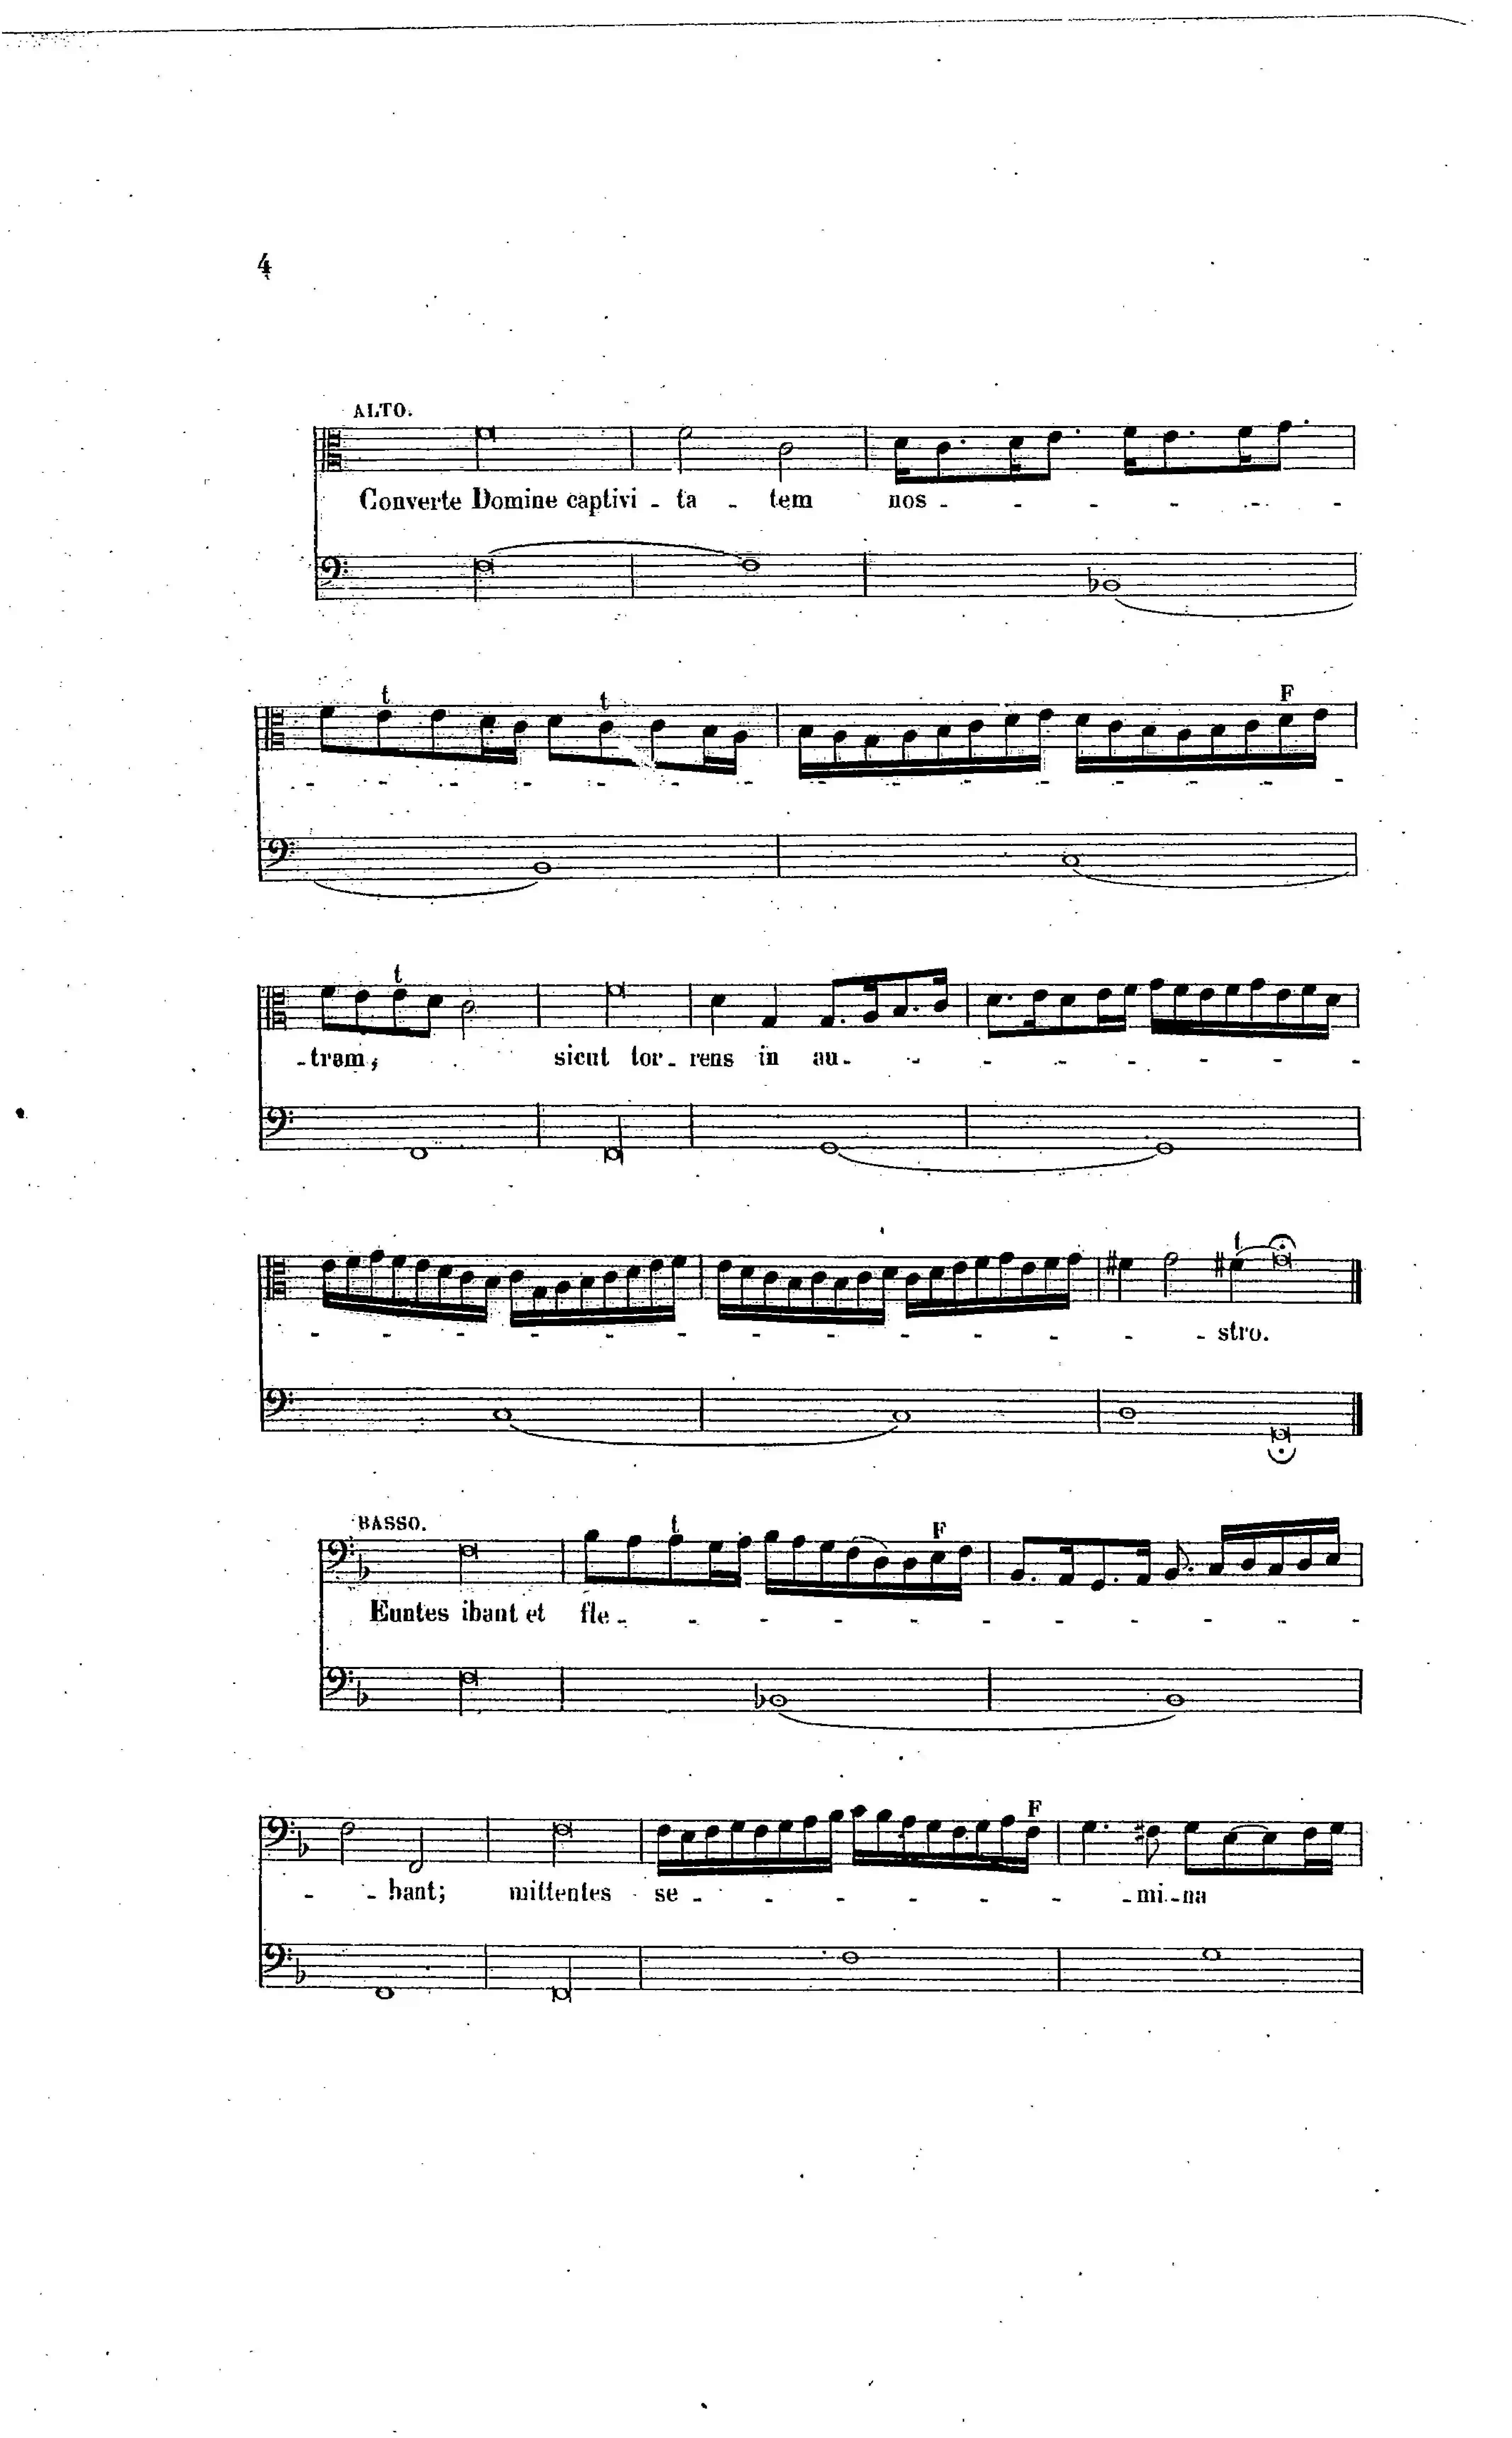 4
ALTO.
Converte Domine captivi - ta - tem nos - - - - - - -
t t F
- - - - - - - - - - - - - - -
t
- tram; sicut tor - rens in au - - - - - - - -
t
- - - - - - - - - - - - - stro.
BASSO.
t F
Euntes ibant et fle - - - - - - - - - - -
F
- - bant; mittentes se - - - - - - - mi - na